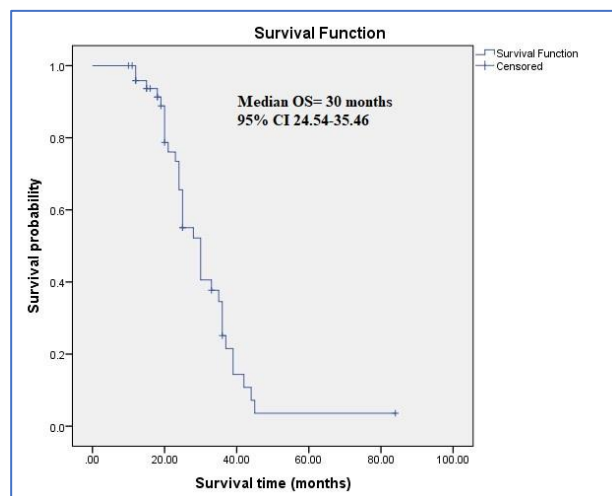 Survival Function
Survival Function
Censored
Median OS= 30 months
95% CI 24.54-35.46
Survival probability
1.0
0.8
0.6
0.4
0.2
0.0
.00 20.00 40.00 60.00 80.00 100.00
Survival time (months)